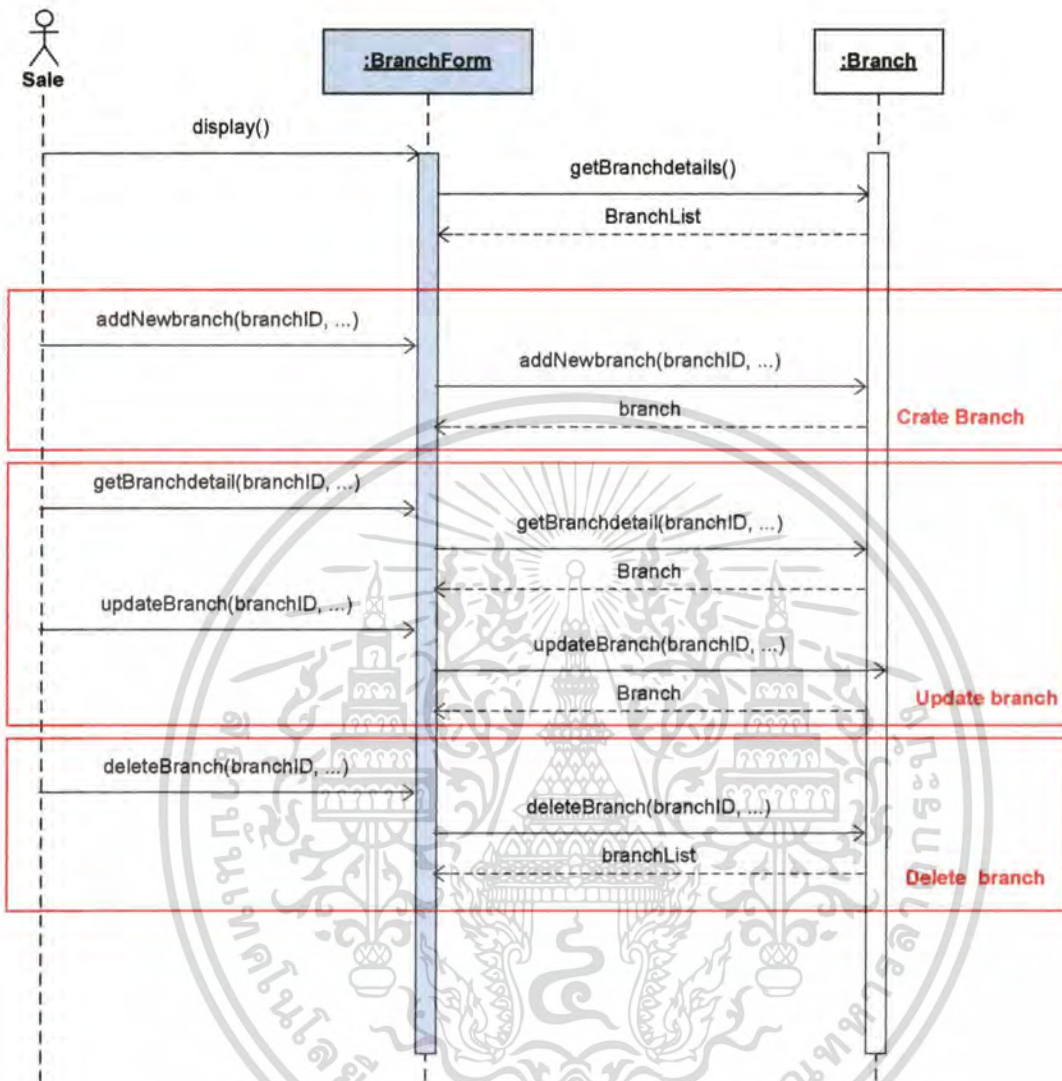 Sale
:BranchForm
:Branch
display()
getBranchdetails()
BranchList
addNewbranch(branchID, ...)
addNewbranch(branchID, ...)
branch
Crate Branch
getBranchdetail(branchID, ...)
getBranchdetail(branchID, ...)
Branch
updateBranch(branchID, ...)
updateBranch(branchID, ...)
Branch
Update branch
deleteBranch(branchID, ...)
deleteBranch(branchID, ...)
branchList
Delete branch